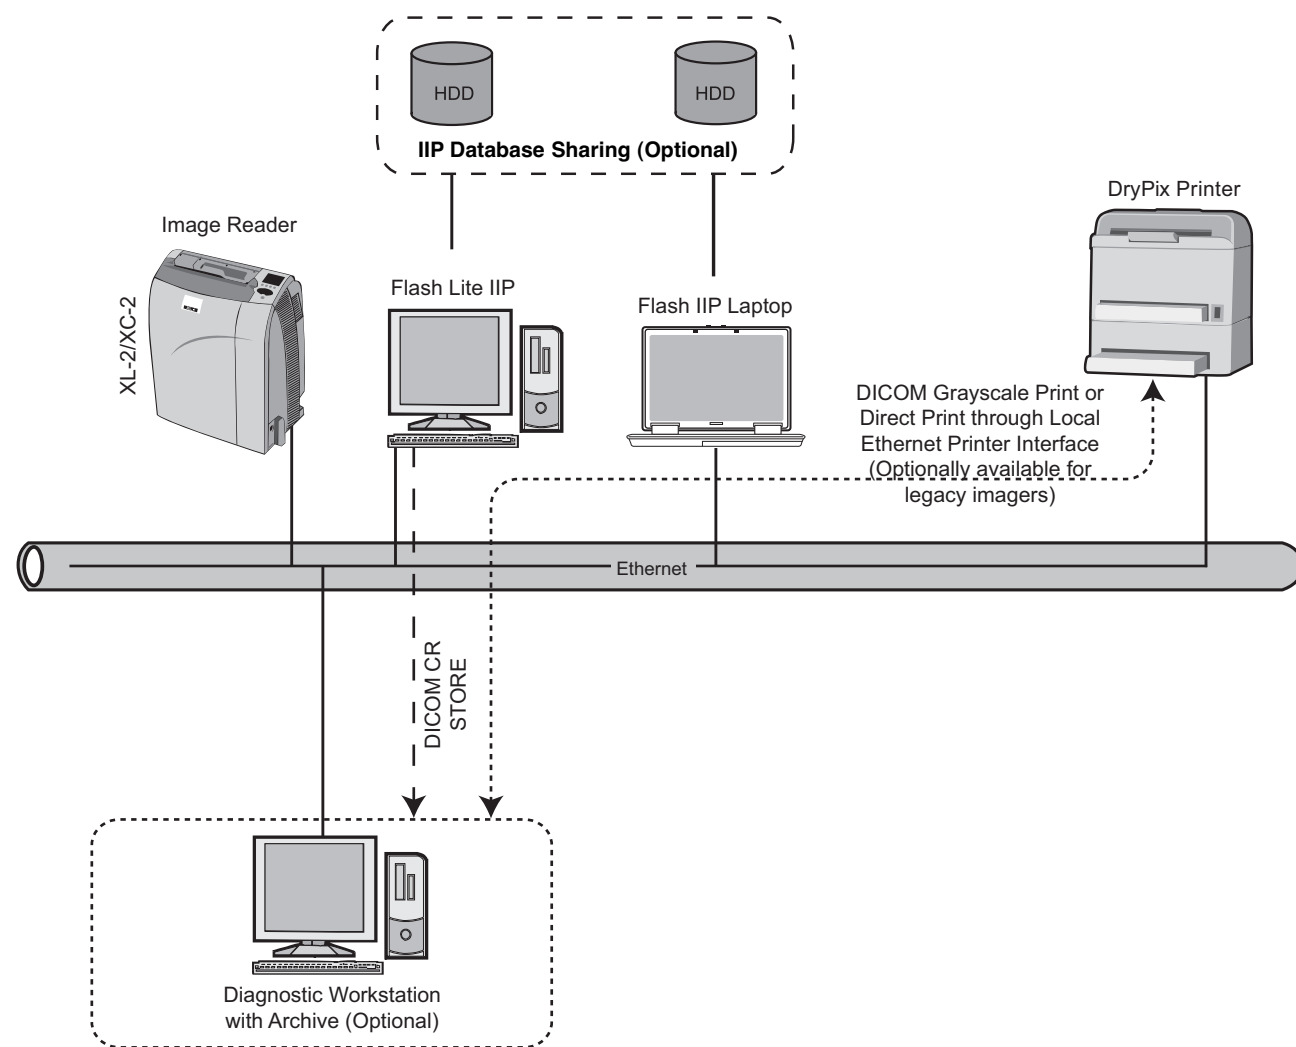 HDD
HDD
IIP Database Sharing (Optional)
DryPix Printer
Image Reader
XL-2/XC-2
Flash Lite IIP
Flash IIP Laptop
DICOM Grayscale Print or
Direct Print through Local
Ethernet Printer Interface
(Optionally available for
legacy imagers)
Ethernet
DICOM CR
STORE
Diagnostic Workstation
with Archive (Optional)